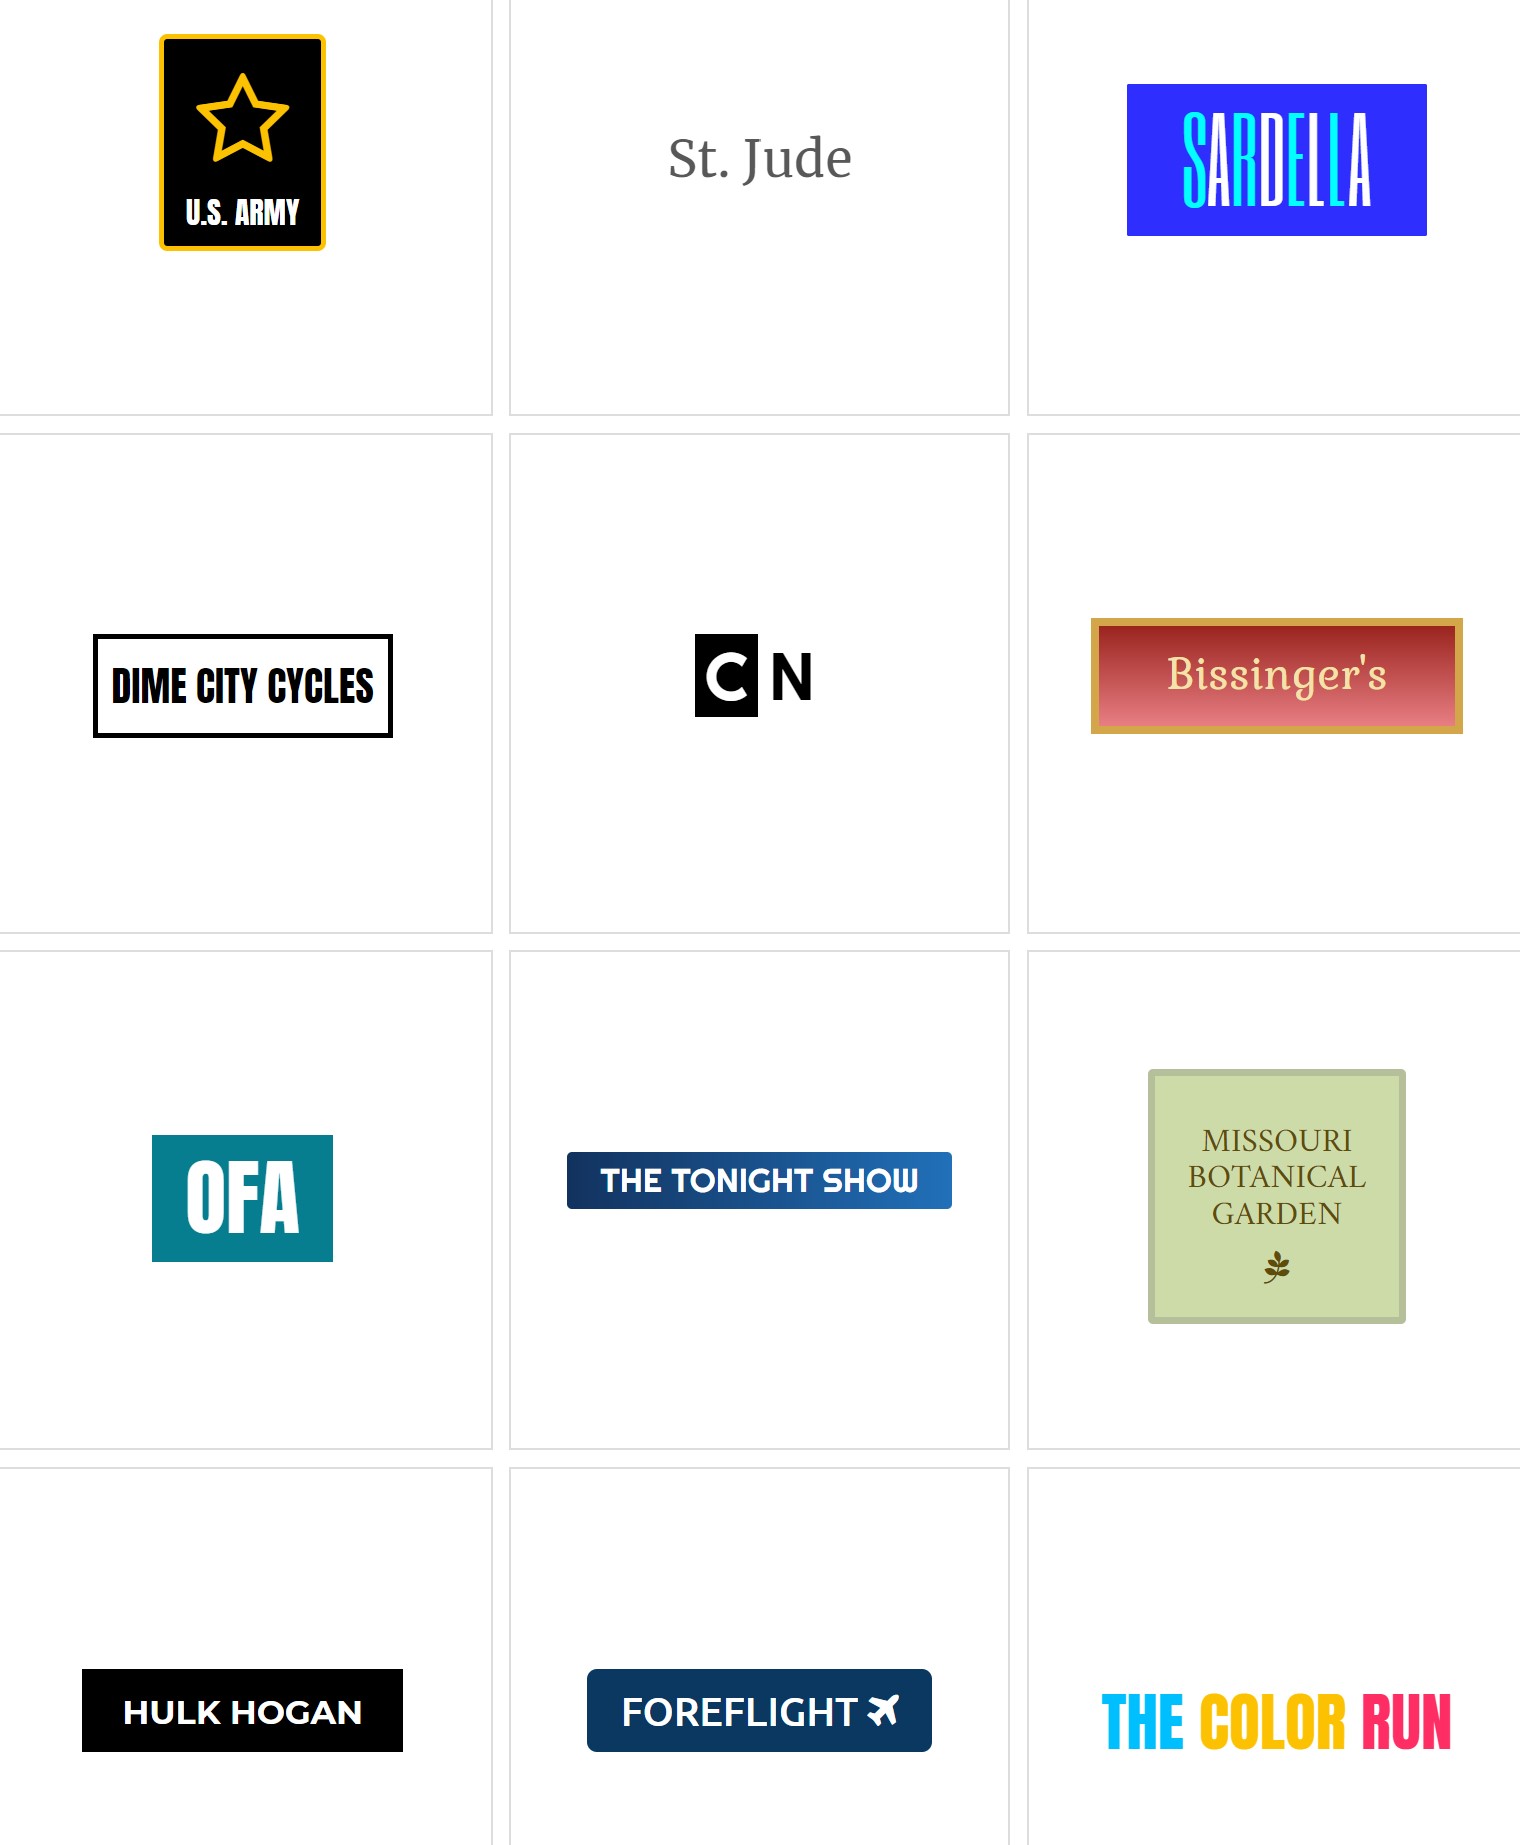 U.S. ARMY
St. Jude
SARDELLA
DIME CITY CYCLES
C N
Bissinger's
OFA
THE TONIGHT SHOW
MISSOURI
BOTANICAL
GARDEN
HULK HOGAN
FOREFLIGHT
THE COLOR RUN